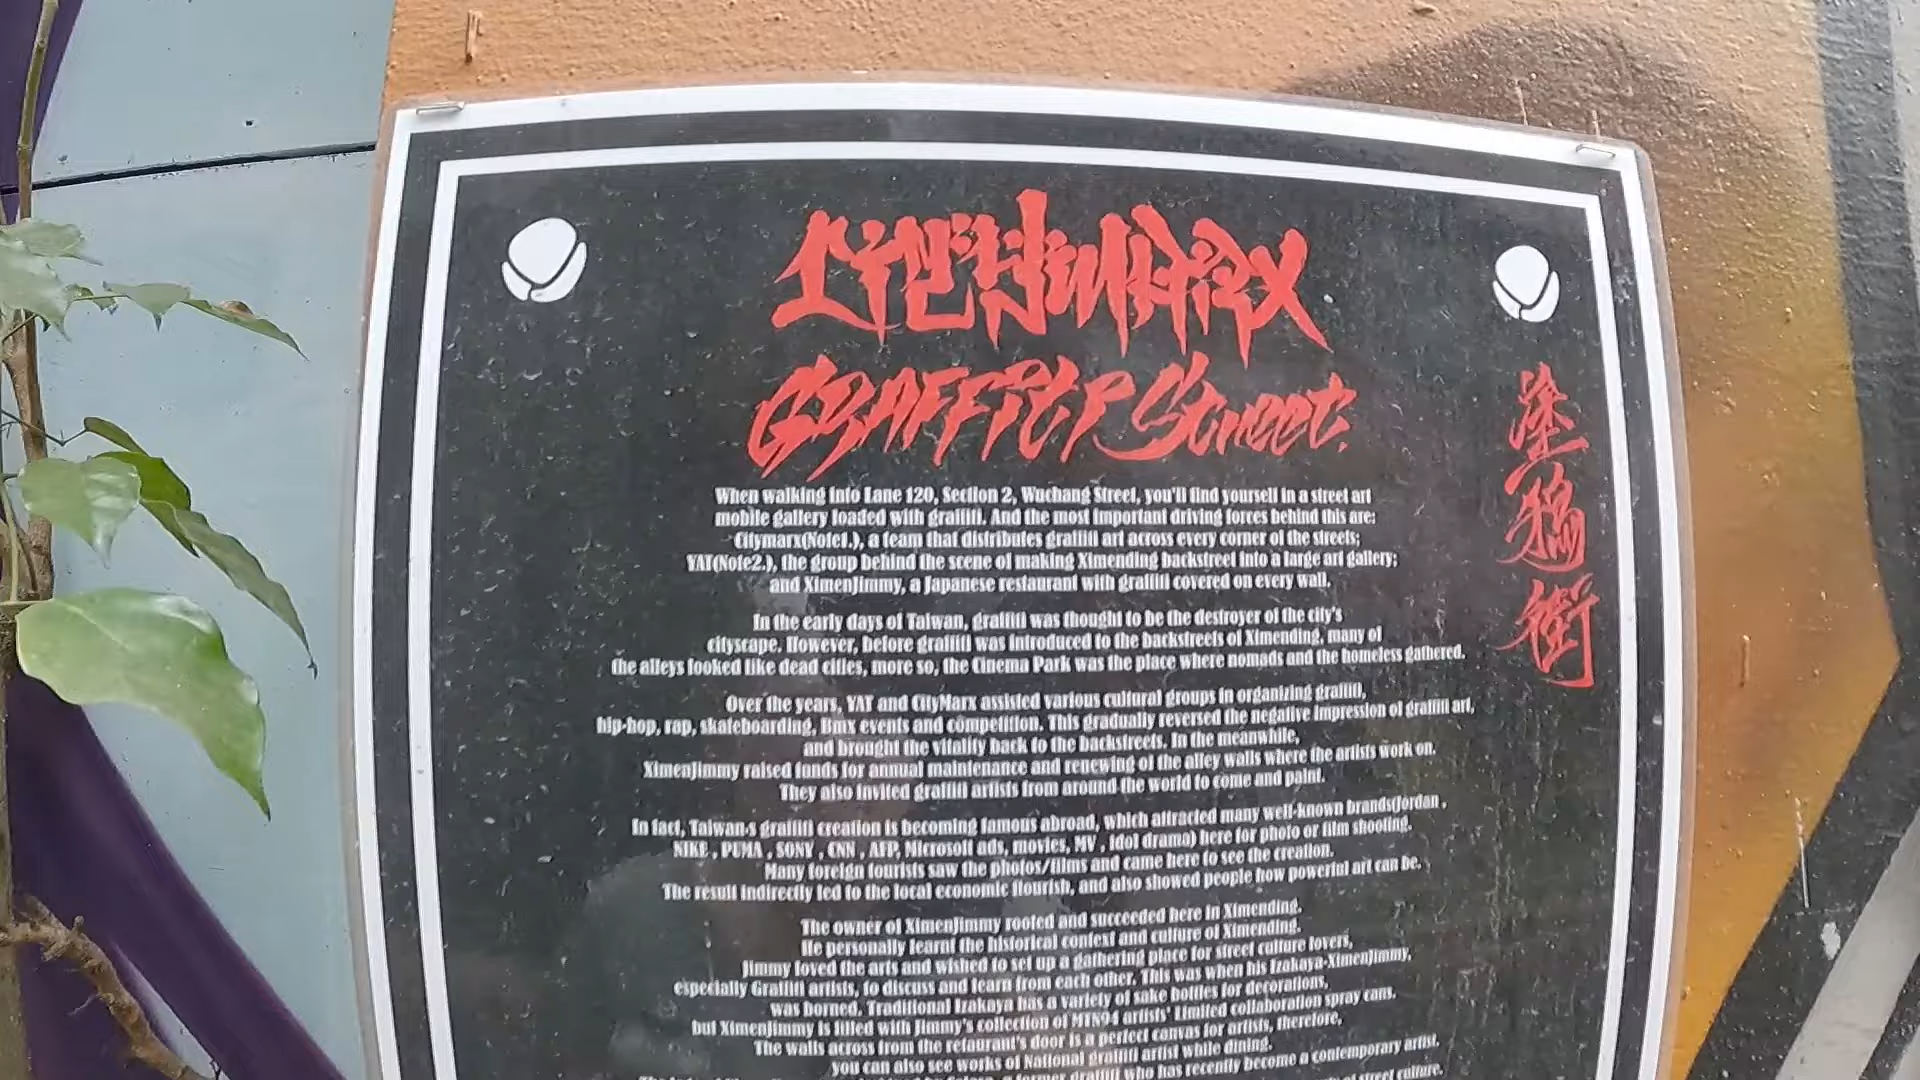 Graffiti Street
塗鴉街
When walking into Lane 120, Section 2, Wuchang Street, you'll find yourself in a street art
mobile gallery loaded with graffiti. And the most important driving forces behind this are:
Citymarx(Note1.), a team that distributes graffiti art across every corner of the streets;
YAT(Note2.), the group behind the scene of making Ximending backstreet into a large art gallery;
and XimenJimmy, a Japanese restaurant with graffiti covered on every wall.
In the early days of Taiwan, graffiti was thought to be the destroyer of the city's
cityscape. However, before graffiti was introduced to the backstreets of Ximending, many of
the alleys looked like dead cities, more so, the Cinema Park was the place where nomads and the homeless gathered.
Over the years, YAT and CityMarx assisted various cultural groups in organizing graffiti,
hip-hop, rap, skateboarding, Bmx events and competition. This gradually reversed the negative impression of graffiti art,
and brought the vitality back to the backstreets. In the meanwhile,
XimenJimmy raised funds for annual maintenance and renewing of the alley walls where the artists work on.
They also invited graffiti artists from around the world to come and paint.
In fact, Taiwan's graffiti creation is becoming famous abroad, which attracted many well-known brands(Jordan ,
NIKE , PUMA , SONY , CNN , AFP, Microsoft ads, movies, MV , Idol drama) here for photo or film shooting.
Many foreign tourists saw the photos/films and came here to see the creation.
The result indirectly led to the local economic flourish, and also showed people how powerful art can be.
The owner of XimenJimmy rooted and succeeded here in Ximending.
He personally learnt the historical context and culture of Ximending.
Jimmy loved the arts and wished to set up a gathering place for street culture lovers,
especially Graffiti artists, to discuss and learn from each other. This was when his Izakaya-XimenJimmy,
was borned. Traditional Izakaya has a variety of sake bottles for decorations,
but XimenJimmy is filled with Jimmy's collection of MTN94 artists' Limited collaboration spray cans.
The walls across from the retaurant's door is a perfect canvas for artists, therefore,
you can also see works of National graffiti artist while dining.
a former graffiti who has recently become a contemporary artist.
of street culture.